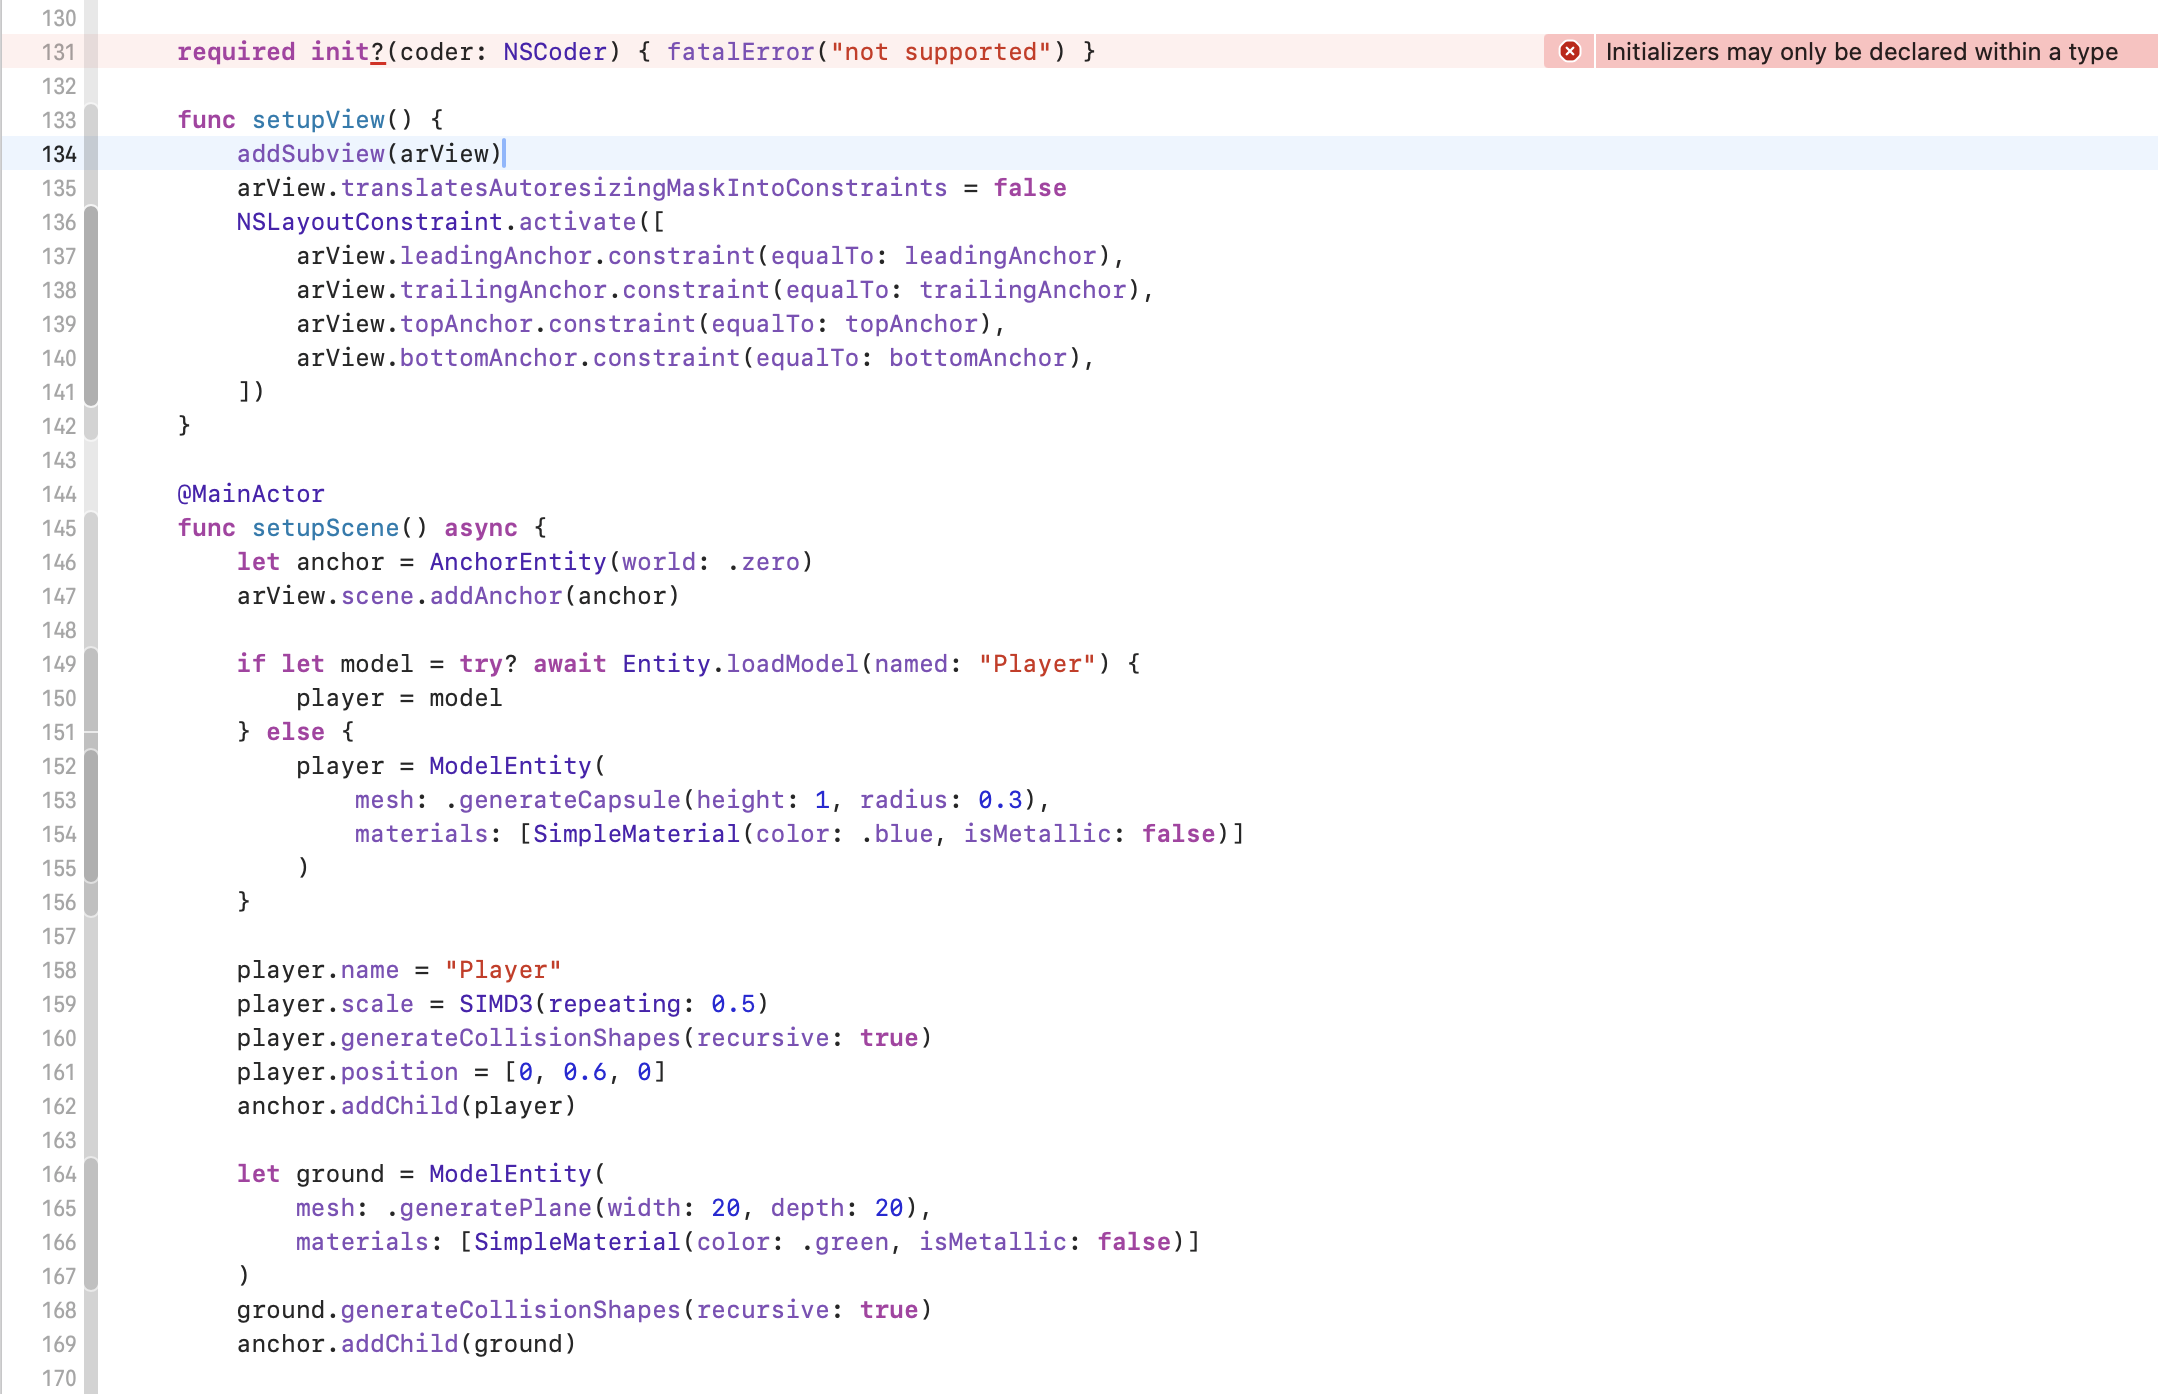 130
131 required init?(coder: NSCoder) { fatalError("not supported") } Initializers may only be declared within a type
132
133 func setupView() {
134 addSubview(arView)
135 arView.translatesAutoresizingMaskIntoConstraints = false
136 NSLayoutConstraint.activate([
137 arView.leadingAnchor.constraint(equalTo: leadingAnchor),
138 arView.trailingAnchor.constraint(equalTo: trailingAnchor),
139 arView.topAnchor.constraint(equalTo: topAnchor),
140 arView.bottomAnchor.constraint(equalTo: bottomAnchor),
141 ])
142 }
143
144 @MainActor
145 func setupScene() async {
146 let anchor = AnchorEntity(world: .zero)
147 arView.scene.addAnchor(anchor)
148
149 if let model = try? await Entity.loadModel(named: "Player") {
150 player = model
151 } else {
152 player = ModelEntity(
153 mesh: .generateCapsule(height: 1, radius: 0.3),
154 materials: [SimpleMaterial(color: .blue, isMetallic: false)]
155 )
156 }
157
158 player.name = "Player"
159 player.scale = SIMD3(repeating: 0.5)
160 player.generateCollisionShapes(recursive: true)
161 player.position = [0, 0.6, 0]
162 anchor.addChild(player)
163
164 let ground = ModelEntity(
165 mesh: .generatePlane(width: 20, depth: 20),
166 materials: [SimpleMaterial(color: .green, isMetallic: false)]
167 )
168 ground.generateCollisionShapes(recursive: true)
169 anchor.addChild(ground)
170